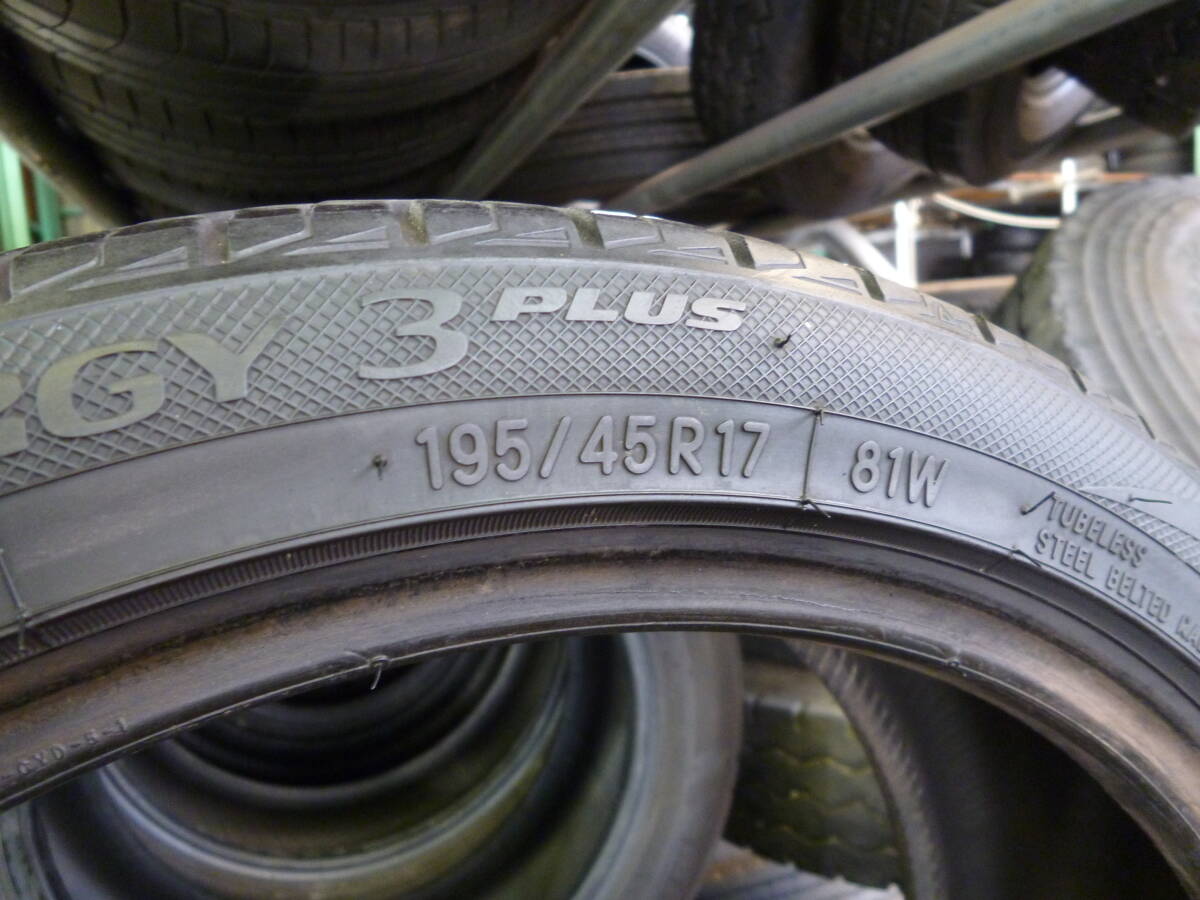 RGY 3 PLUS
195/45R17 81W
TUBELESS
STEEL BELTED